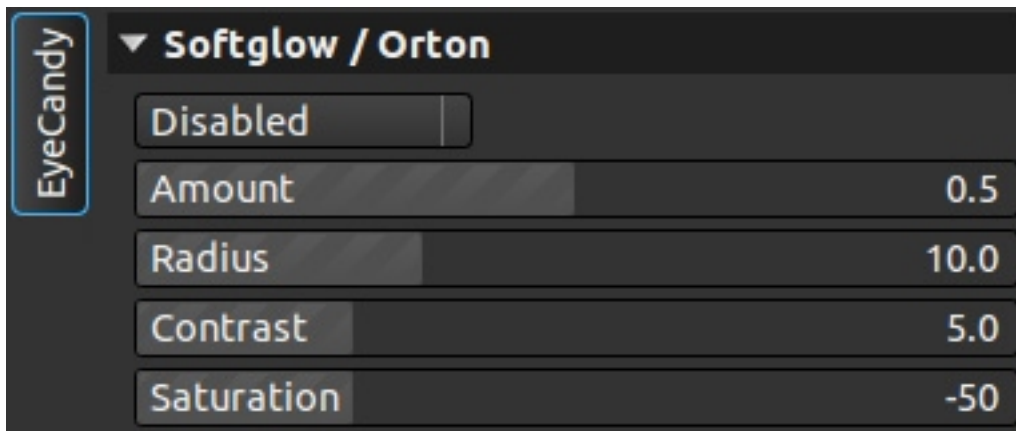 EyeCandy
Softglow / Orton
Disabled
Amount 0.5
Radius 10.0
Contrast 5.0
Saturation -50